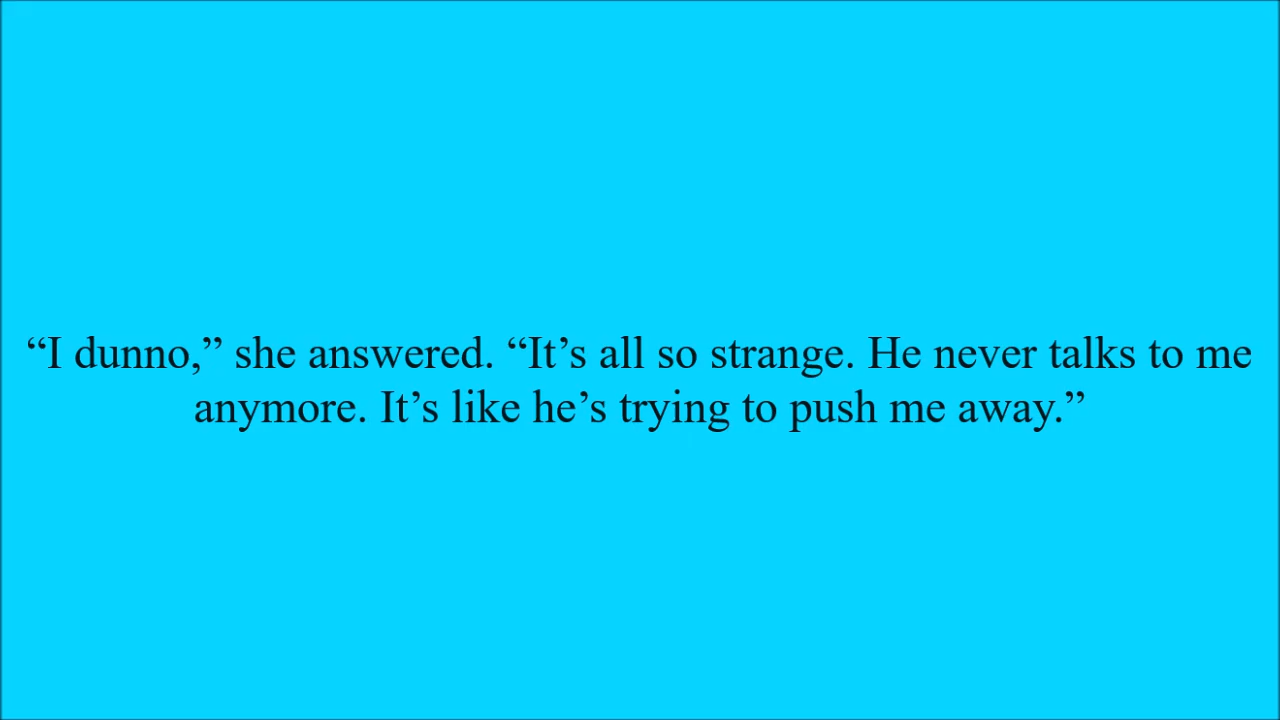 “I dunno,” she answered. “It’s all so strange. He never talks to me
anymore. It’s like he’s trying to push me away.”